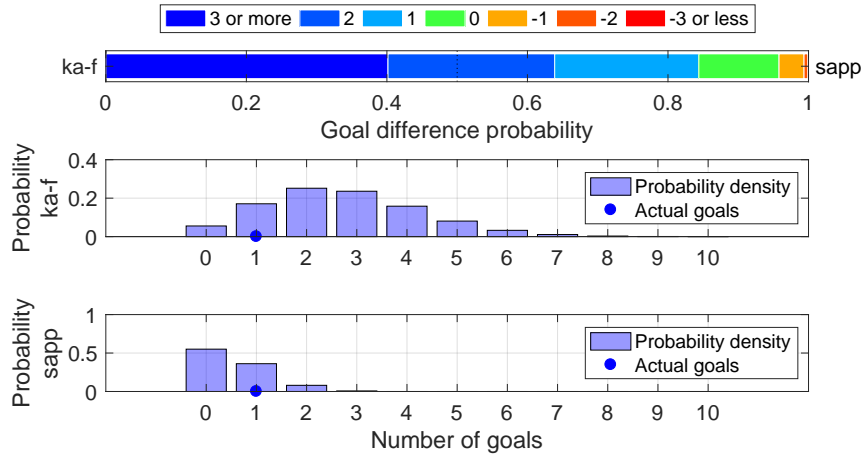 3 or more 2 1 0 -1 -2 -3 or less
ka-f sapp
0 0.2 0.4 0.6 0.8 1
Goal difference probability
Probability
ka-f
0.4
0.2
0
Probability density
Actual goals
0 1 2 3 4 5 6 7 8 9 10
Probability
sapp
1
0.5
0
Probability density
Actual goals
0 1 2 3 4 5 6 7 8 9 10
Number of goals